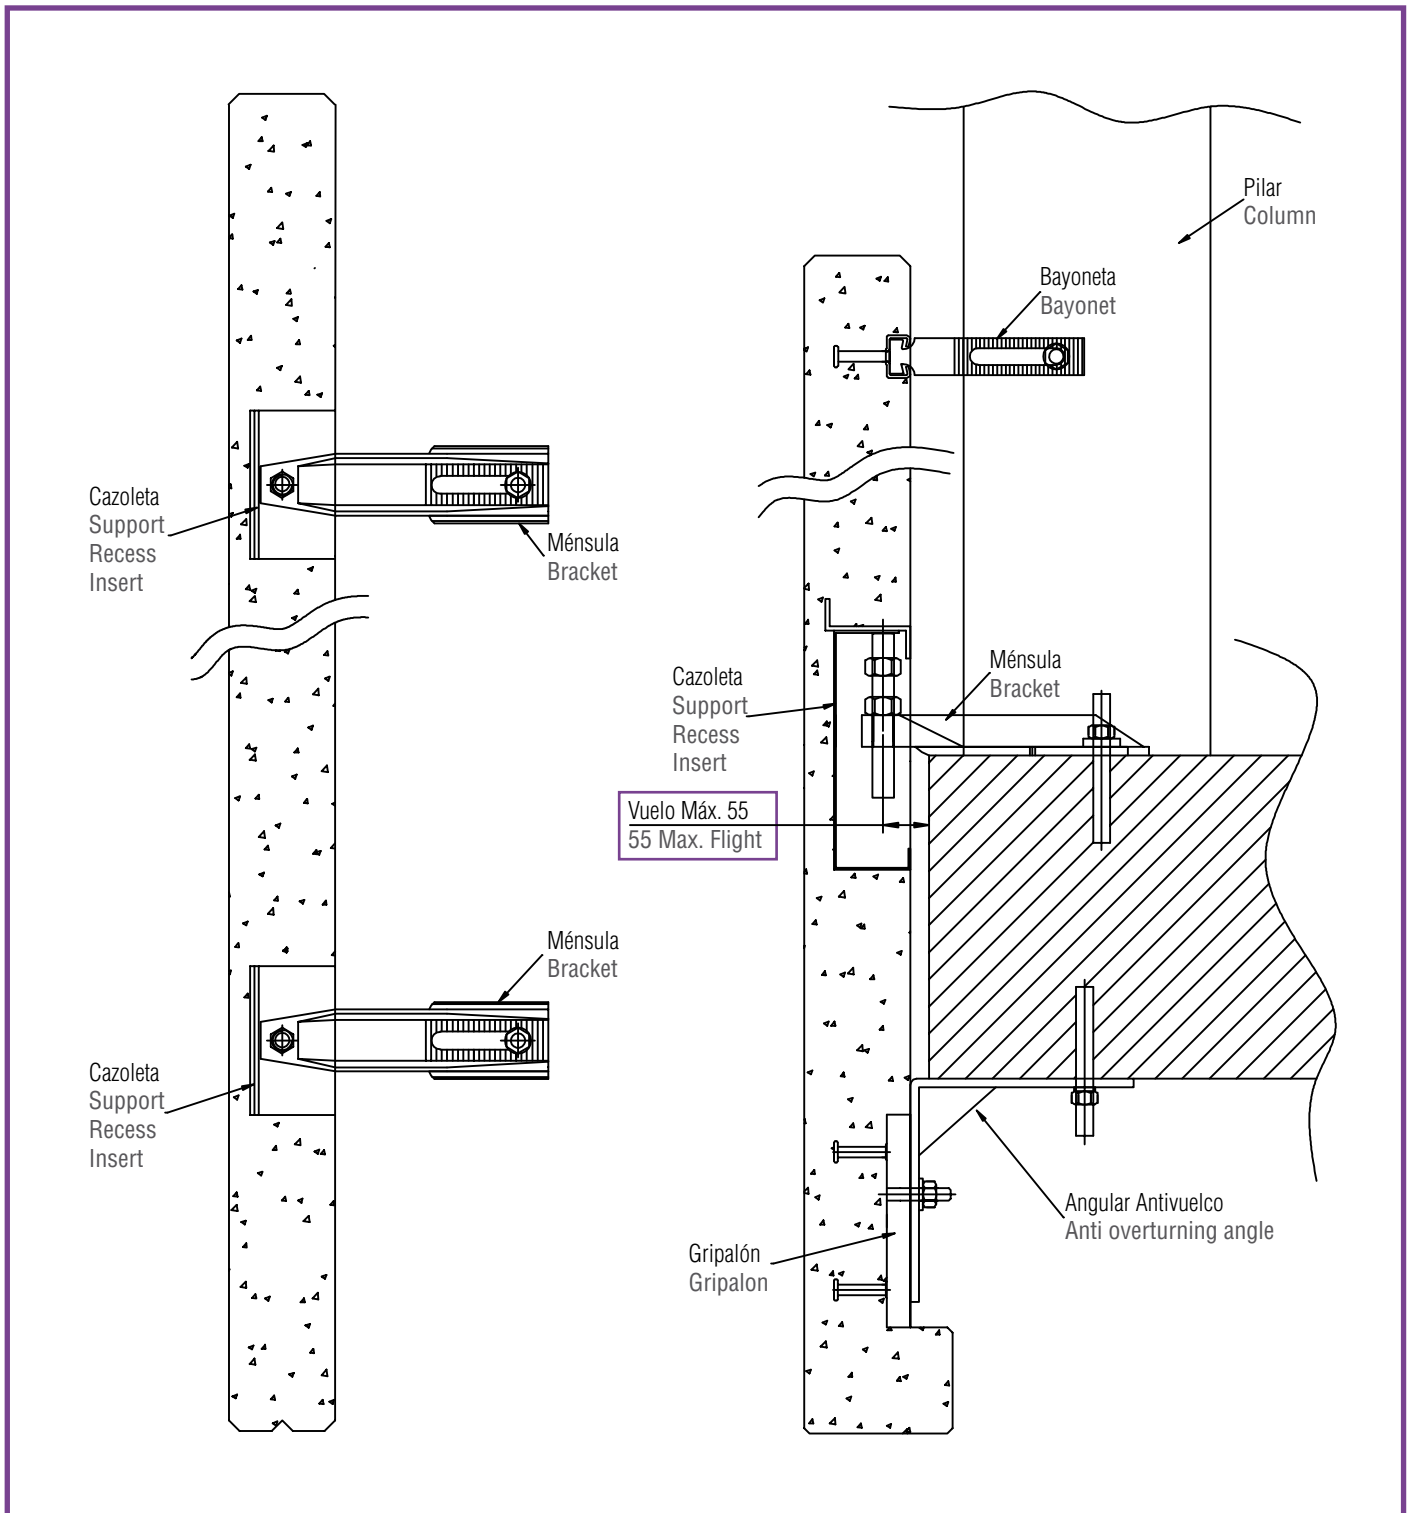 Cazoleta
Support
Recess
Insert
Ménsula
Bracket
Ménsula
Bracket
Cazoleta
Support
Recess
Insert
Pilar
Column
Bayoneta
Bayonet
Ménsula
Bracket
Cazoleta
Support
Recess
Insert
Vuelo Máx. 55
55 Max. Flight
Angular Antivuelco
Anti overturning angle
Gripalón
Gripalon